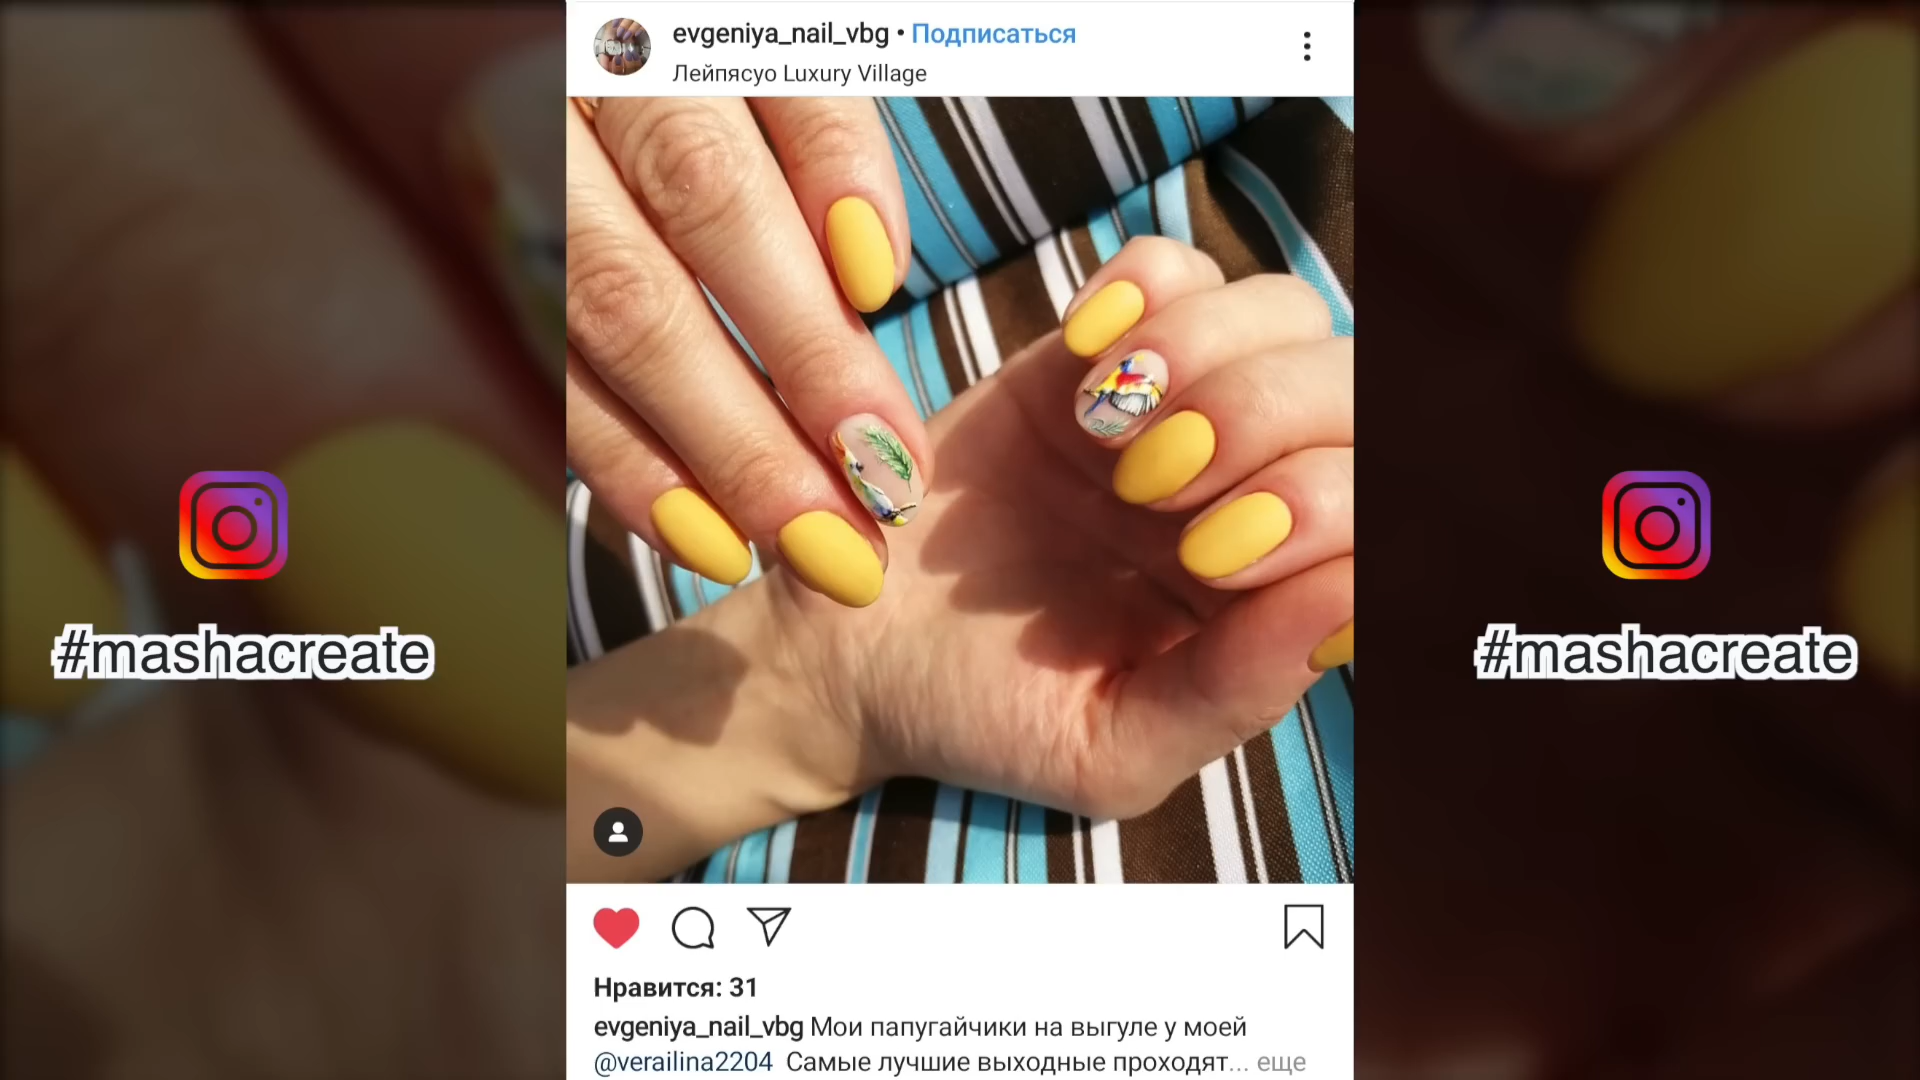 evgeniya_nail_vbg • Подписаться
Лейпясуо Luxury Village
#mashacreate
#mashacreate
Нравится: 31
evgeniya_nail_vbg Мои папугайчики на выгуле у моей
@verailina2204 Самые лучшие выходные проходят... еще